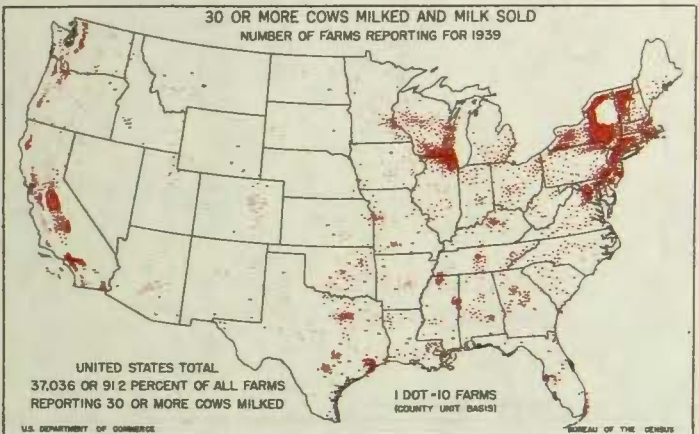 30 OR MORE COWS MILKED AND MILK SOLD
NUMBER OF FARMS REPORTING FOR 1939
UNITED STATES TOTAL
37,036 OR 91 2 PERCENT OF ALL FARMS
REPORTING 30 OR MORE COWS MILKED
1 DOT =10 FARMS
(COUNTY UNIT BASIS)
U.S. DEPARTMENT OF COMMERCE
BUREAU OF THE CENSUS